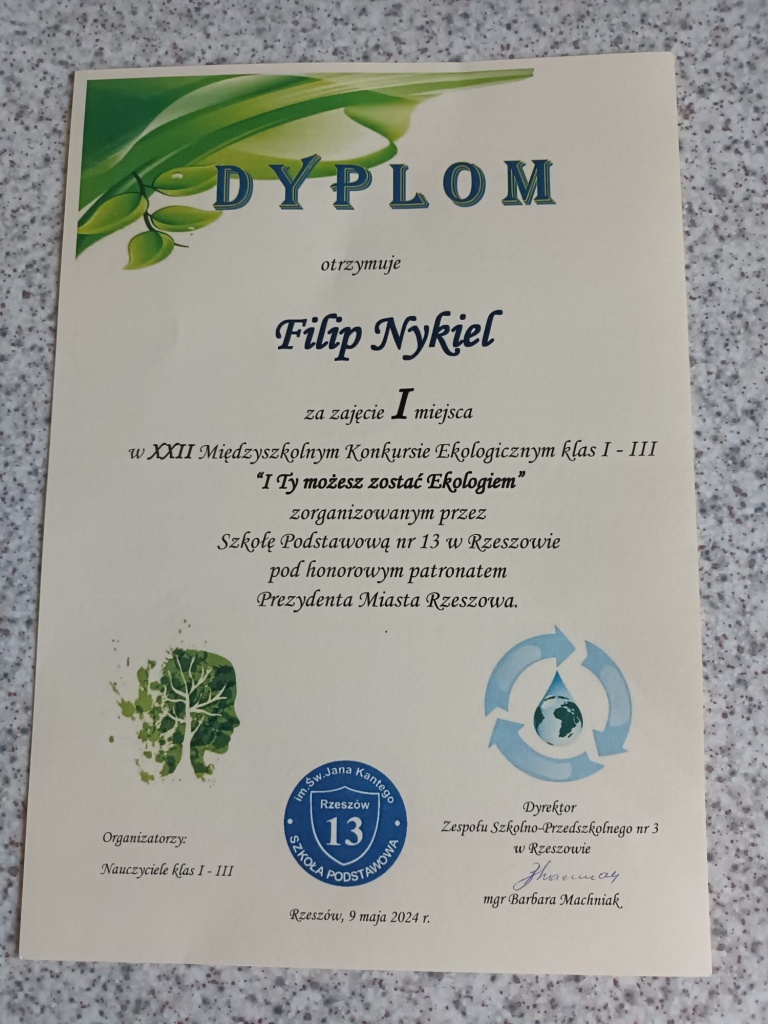 DYPLOM
otrzymuje
Filip Nykiel
za zajęcie I miejsca
w XXII Międzyszkolnym Konkursie Ekologicznym klas I - III
“I Ty możesz zostać Ekologiem”
zorganizowanym przez
Szkołę Podstawową nr 13 w Rzeszowie
pod honorowym patronatem
Prezydenta Miasta Rzeszowa.
Organizatorzy:
Nauczyciele klas I - III
im.Św.Jana Kantego
Rzeszów
13
SZKOŁA PODSTAWOWA
Rzeszów, 9 maja 2024 r.
Dyrektor
Zespołu Szkolno-Przedszkolnego nr 3
w Rzeszowie
mgr Barbara Machniak